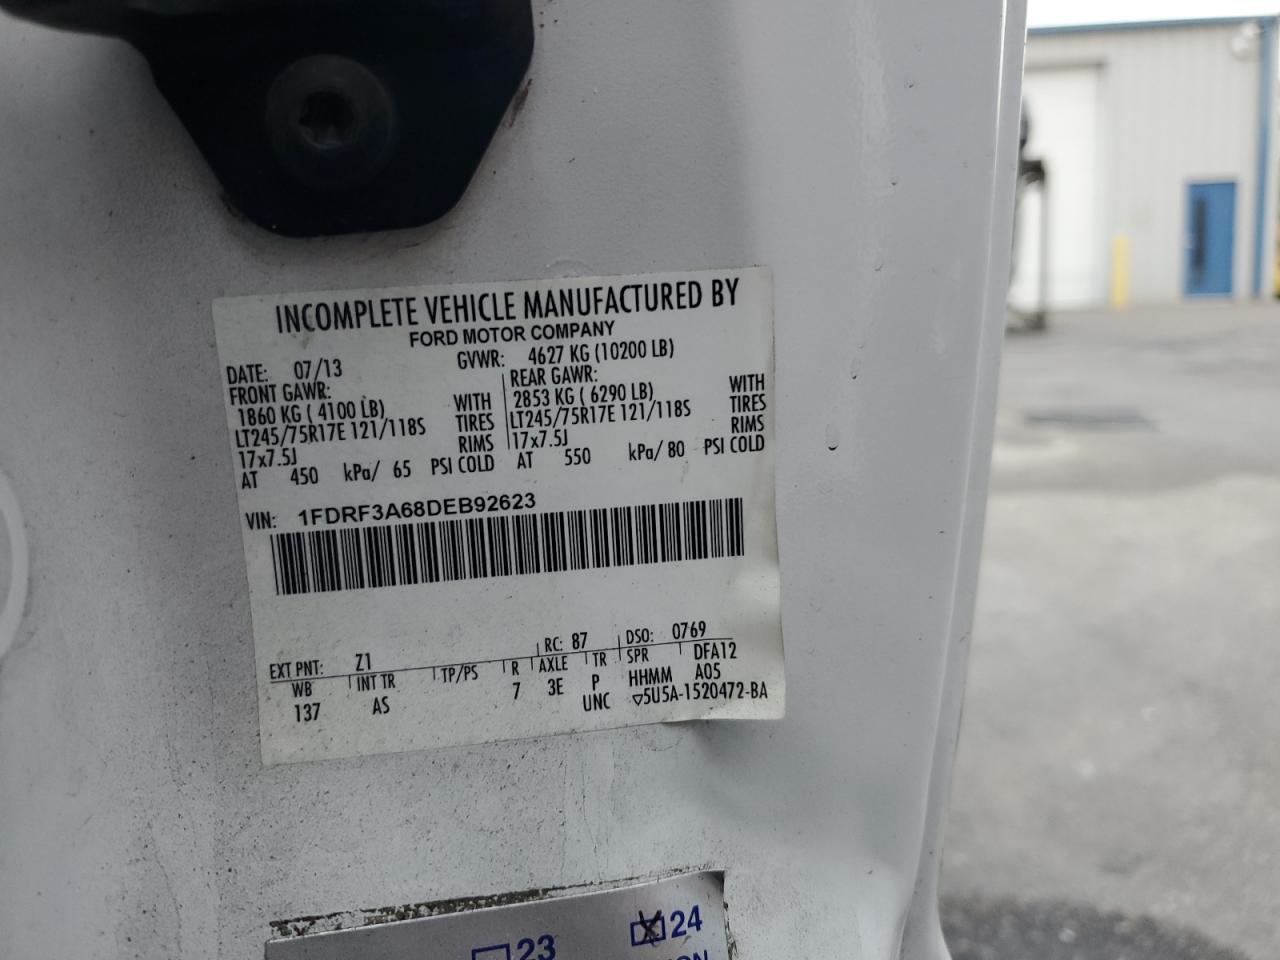 INCOMPLETE VEHICLE MANUFACTURED BY
FORD MOTOR COMPANY
DATE: 07/13 GVWR: 4627 KG (10200 LB)
FRONT GAWR: REAR GAWR:
1860 KG ( 4100 LB) WITH 2853 KG ( 6290 LB) WITH
LT245/75R17E 121/118S TIRES LT245/75R17E 121/118S TIRES
17x7.5J RIMS 17x7.5J RIMS
AT 450 kPa/ 65 PSI COLD AT 550 kPa/ 80 PSI COLD
VIN: 1FDRF3A68DEB92623
EXT PNT: Z1 RC: 87 DSO: 0769
WB INT TR TP/PS R AXLE TR SPR DFA12
137 AS 7 3E P HHMM A05
UNC ▽5U5A-1520472-BA
23 24